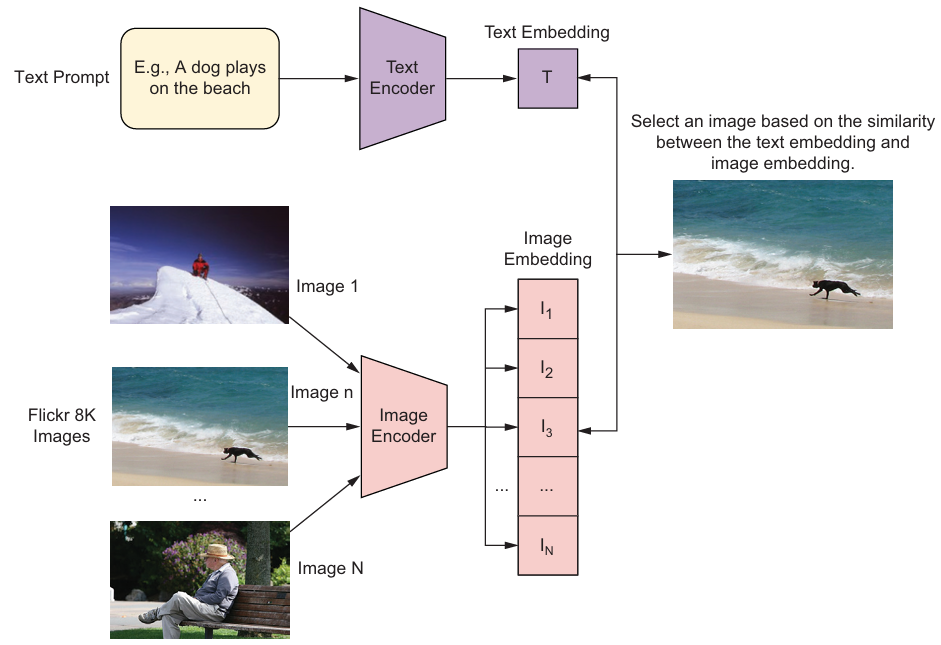 Text Prompt
E.g., A dog plays
on the beach
Text
Encoder
Text Embedding
T
Select an image based on the similarity
between the text embedding and
image embedding.
Flickr 8K
Images
Image 1
Image n
...
Image N
Image
Encoder
Image
Embedding
I1
I2
I3
... ...
IN